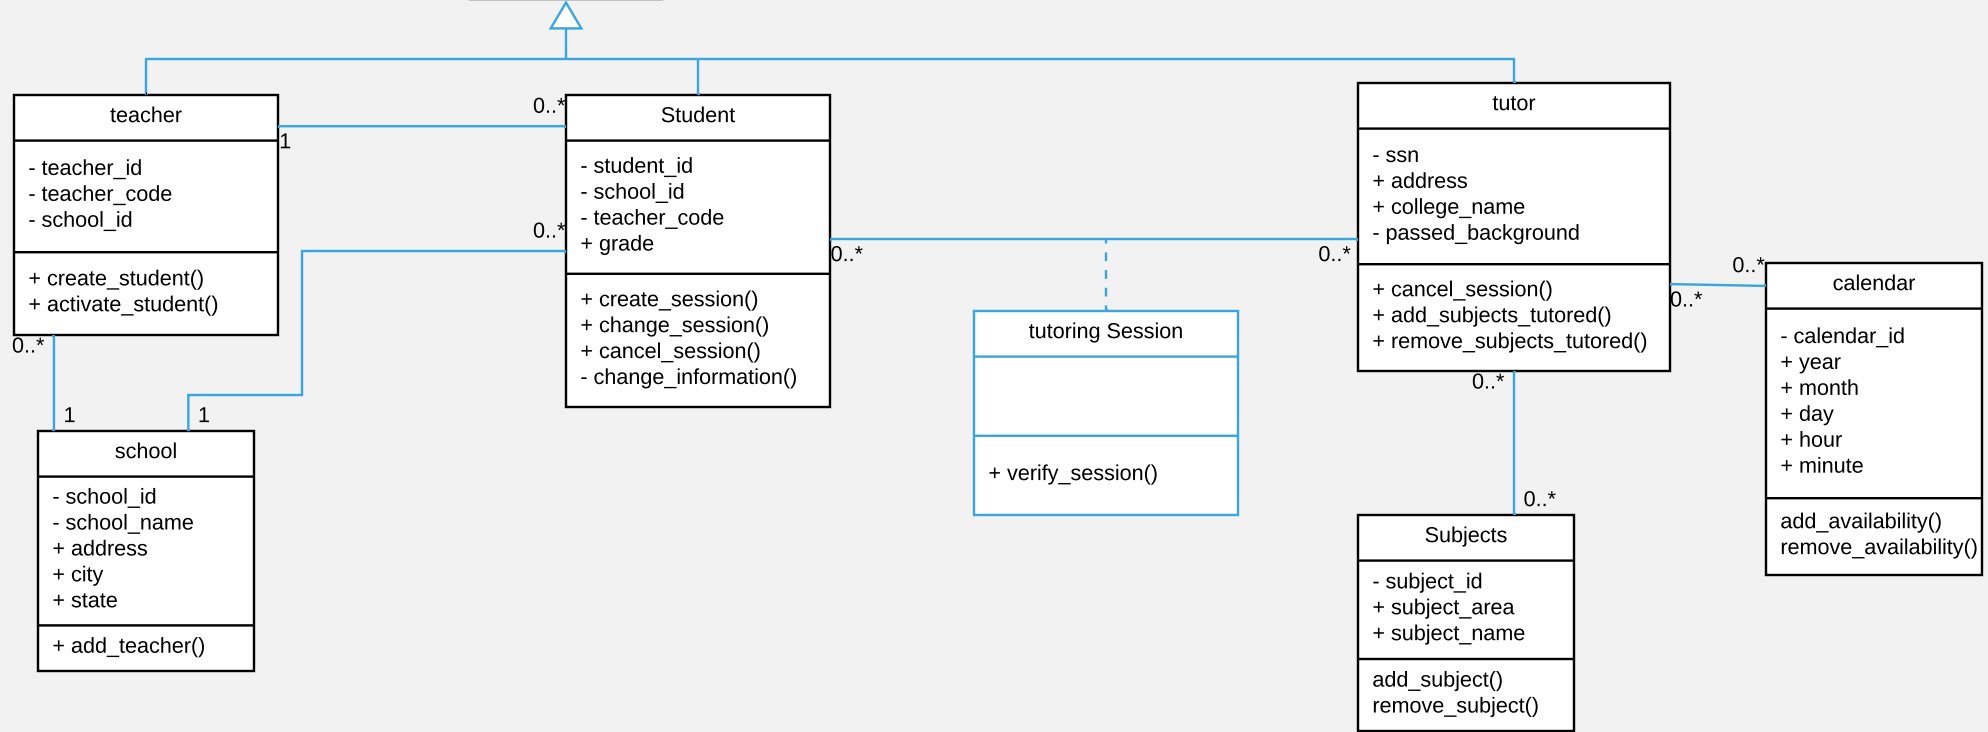 teacher
- teacher_id
- teacher_code
- school_id
+ create_student()
+ activate_student()
0..*
1
0..*
0..*
Student
- student_id
- school_id
- teacher_code
+ grade
+ create_session()
+ change_session()
+ cancel_session()
- change_information()
0..*
0..*
1
1
school
- school_id
- school_name
+ address
+ city
+ state
+ add_teacher()
tutoring Session
+ verify_session()
tutor
- ssn
+ address
+ college_name
- passed_background
+ cancel_session()
+ add_subjects_tutored()
+ remove_subjects_tutored()
0..*
0..*
0..*
0..*
Subjects
- subject_id
+ subject_area
+ subject_name
add_subject()
remove_subject()
calendar
- calendar_id
+ year
+ month
+ day
+ hour
+ minute
add_availability()
remove_availability()